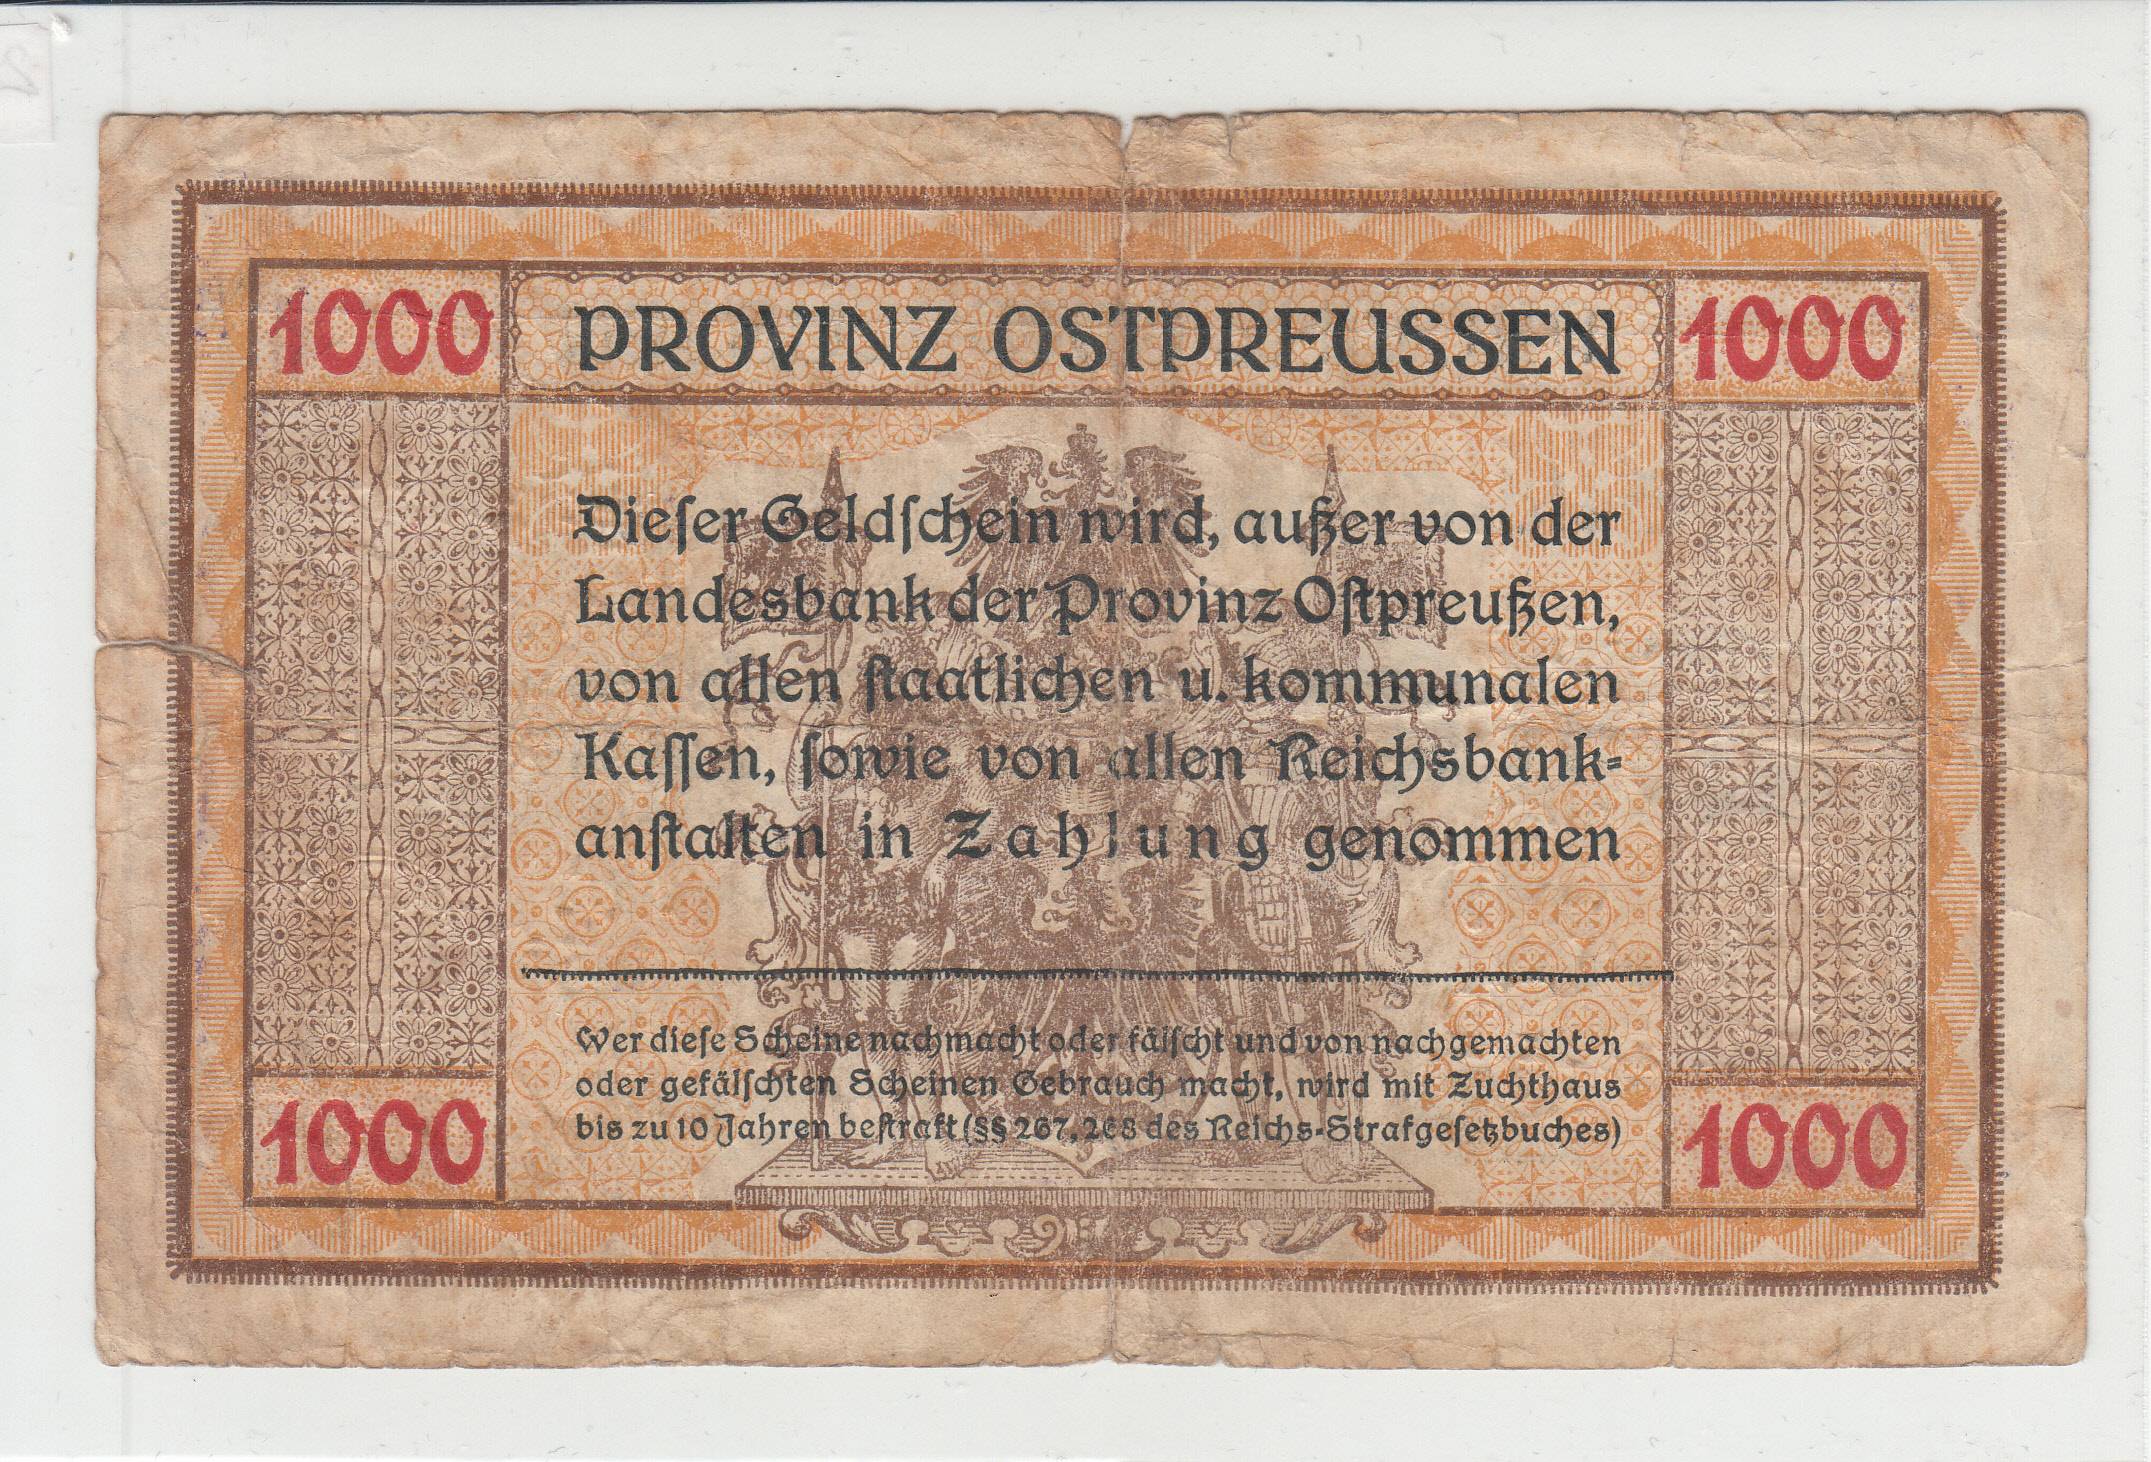 1000 PROVINZ OSTPREUSSEN 1000
Dieſer Geldſchein wird, außer von der
Landesbank der Provinz Oſtpreußen,
von allen ſtaatlichen u. kommunalen
Kaſſen, ſowie von allen Reichsbank=
anſtalten in Zahlung genommen
Wer dieſe Scheine nachmacht oder fälſcht und von nachgemachten
oder gefälſchten Scheinen Gebrauch macht, wird mit Zuchthaus
bis zu 10 Jahren beſtraft (§§ 267, 268 des Reichs=Strafgeſetzbuches)
1000 1000